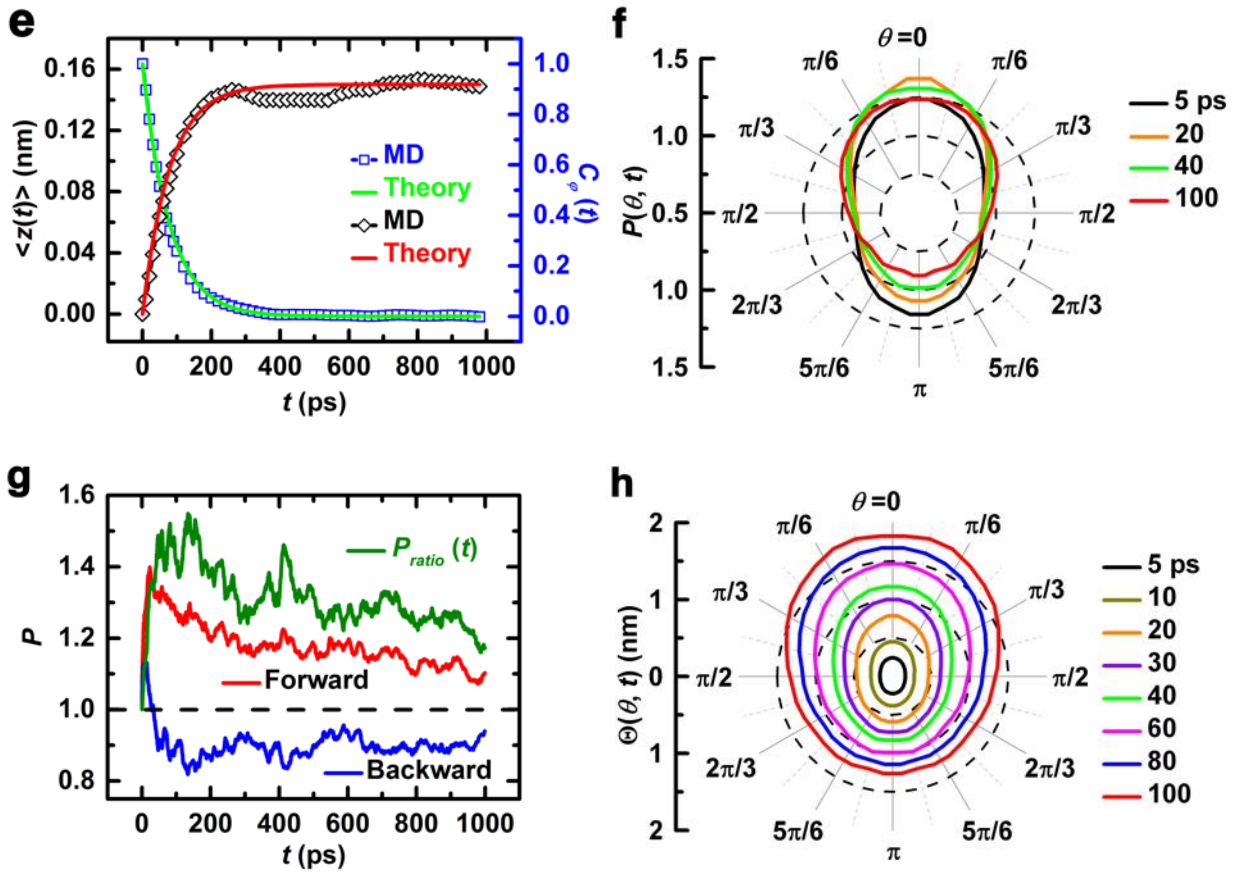 e
0.16
0.12
0.08
0.04
0.00
<z(t)> (nm)
MD
Theory
MD
Theory
1.0
0.8
0.6
0.4
0.2
0.0
Cφ (t)
0 200 400 600 800 1000
t (ps)
f
1.5
1.0
0.5
1.0
1.5
P(θ, t)
θ =0
π/6 π/6
π/3 π/3
π/2 π/2
2π/3 2π/3
5π/6 5π/6
π
5 ps
20
40
100
g
1.6
1.4
1.2
1.0
0.8
P
Pratio (t)
Forward
Backward
0 200 400 600 800 1000
t (ps)
h
2
1
0
1
2
Θ(θ, t) (nm)
θ =0
π/6 π/6
π/3 π/3
π/2 π/2
2π/3 2π/3
5π/6 5π/6
π
5 ps
10
20
30
40
60
80
100